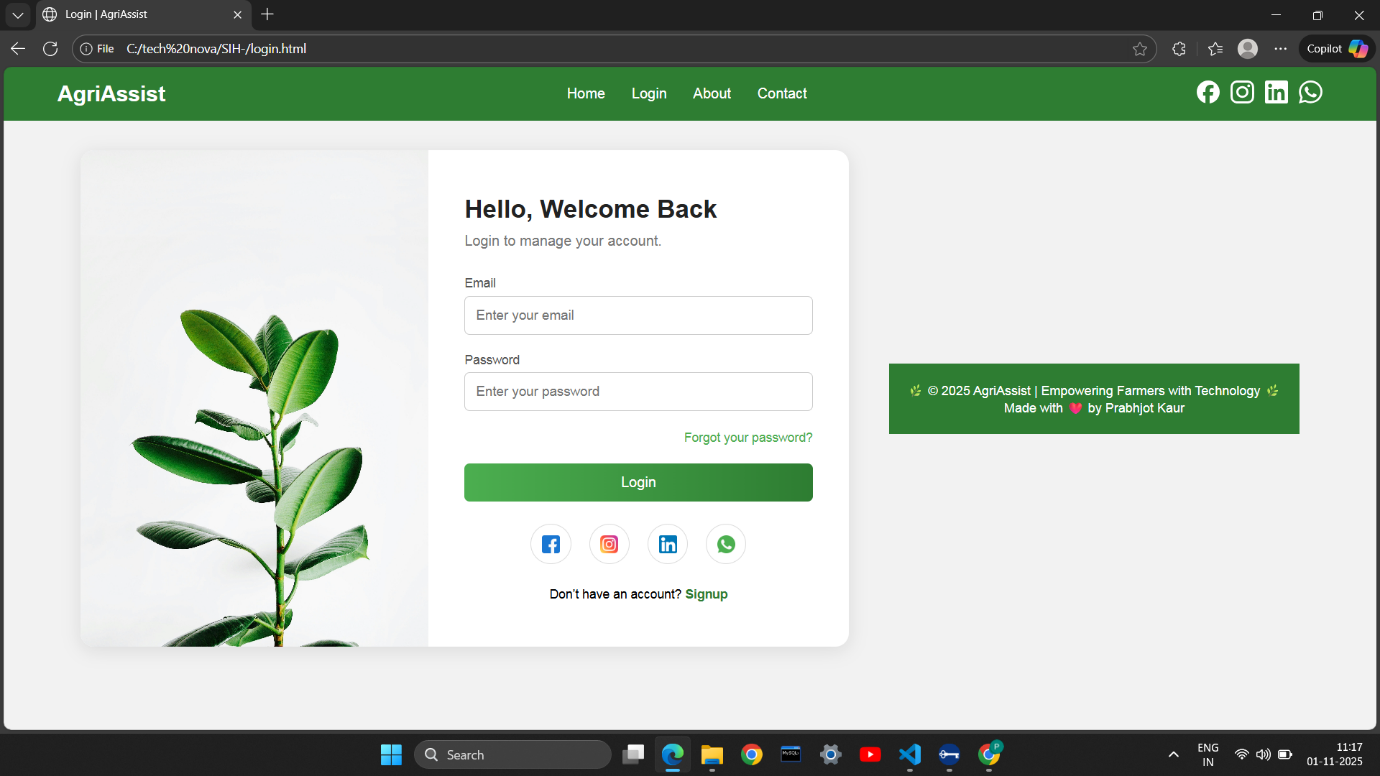 Login | AgriAssist
File C:/tech%20nova/SIH-/login.html
Copilot
AgriAssist
Home Login About Contact
Hello, Welcome Back
Login to manage your account.
Email
Enter your email
Password
Enter your password
Forgot your password?
Login
Don't have an account? Signup
🌿 © 2025 AgriAssist | Empowering Farmers with Technology 🌿
Made with 💗 by Prabhjot Kaur
Search
MySQL
P
ENG
IN
11:17
01-11-2025